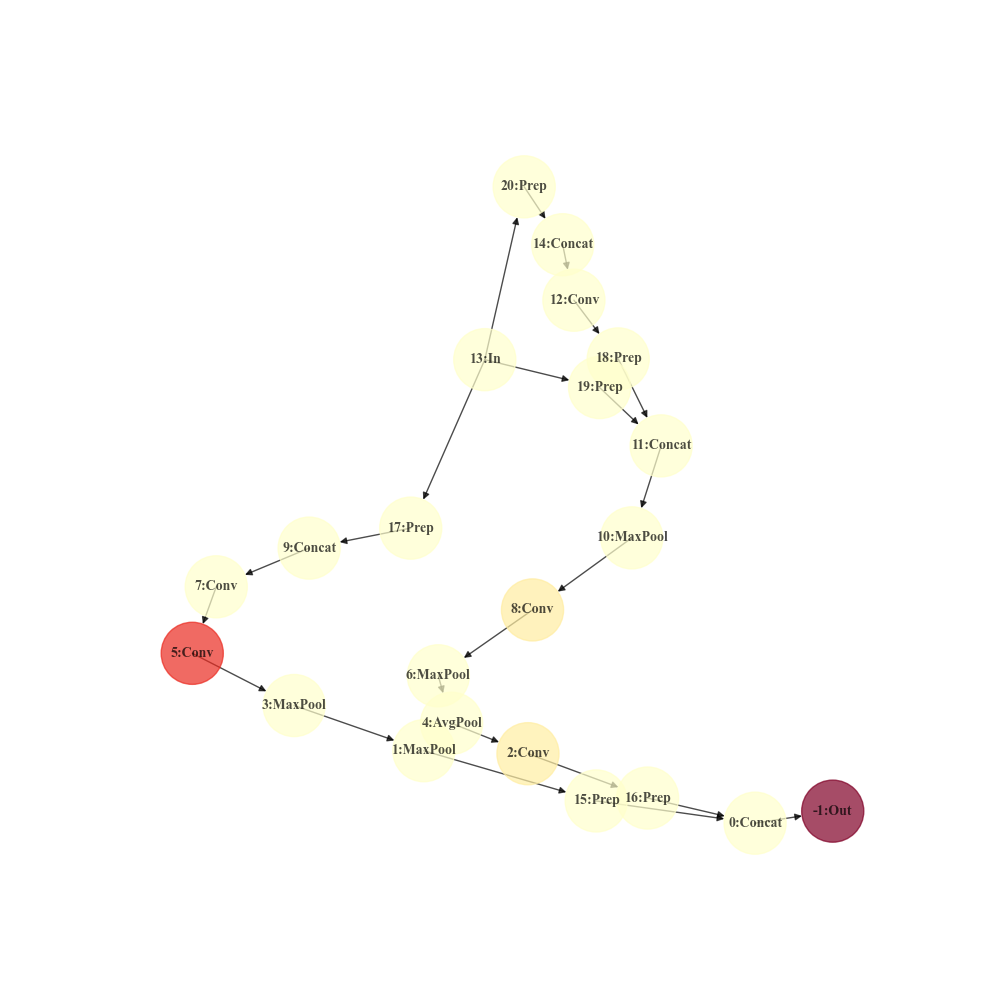 20:Prep
14:Concat
12:Conv
18:Prep
13:In
19:Prep
11:Concat
17:Prep
10:MaxPool
9:Concat
7:Conv
8:Conv
5:Conv
6:MaxPool
3:MaxPool
4:AvgPool
1:MaxPool
2:Conv
15:Prep
16:Prep
-1:Out
0:Concat